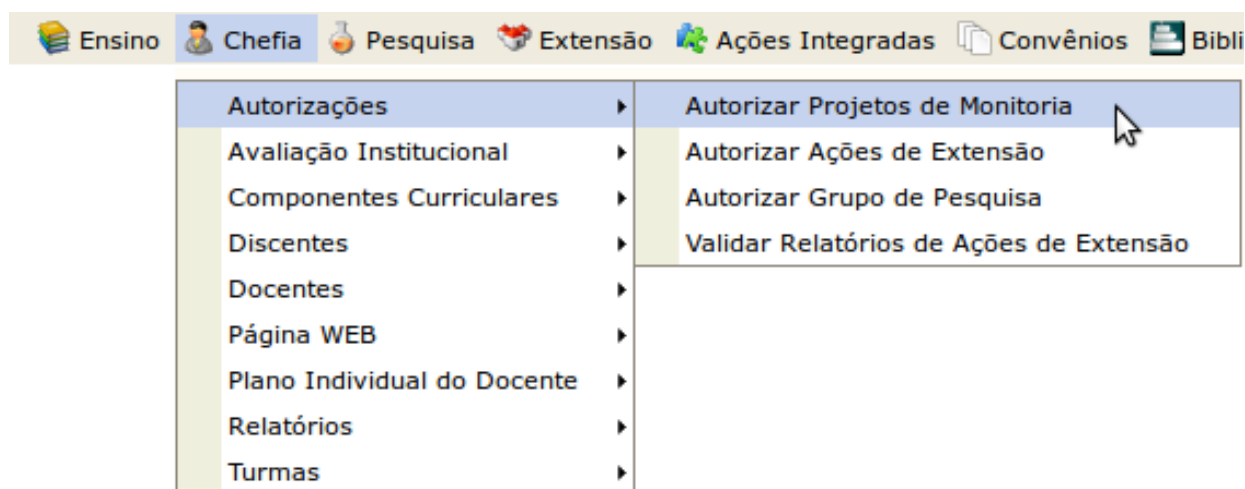 Ensino Chefia Pesquisa Extensão Ações Integradas Convênios Bibli
Autorizações Autorizar Projetos de Monitoria
Avaliação Institucional Autorizar Ações de Extensão
Componentes Curriculares Autorizar Grupo de Pesquisa
Discentes Validar Relatórios de Ações de Extensão
Docentes
Página WEB
Plano Individual do Docente
Relatórios
Turmas